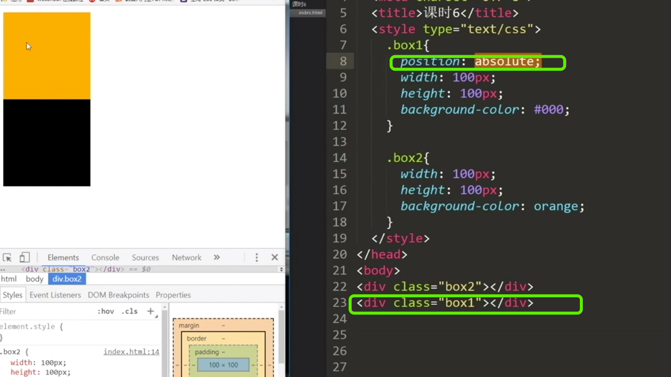 Elements Console Sources Network »
<div class="box2"></div> == $0
html body div.box2
Styles Event Listeners DOM Breakpoints Properties
Filter :hov .cls +
element.style {
}
.box2 { index.html:14
width: 100px;
height: 100px;
margin -
border -
padding -
100 × 100
index.html
5 <title>课时6</title>
6 <style type="text/css">
7 .box1{
8 position: absolute;
9 width: 100px;
10 height: 100px;
11 background-color: #000;
12 }
13
14 .box2{
15 width: 100px;
16 height: 100px;
17 background-color: orange;
18 }
19 </style>
20 </head>
21 <body>
22 <div class="box2"></div>
23 <div class="box1"></div>
24
25
26
27